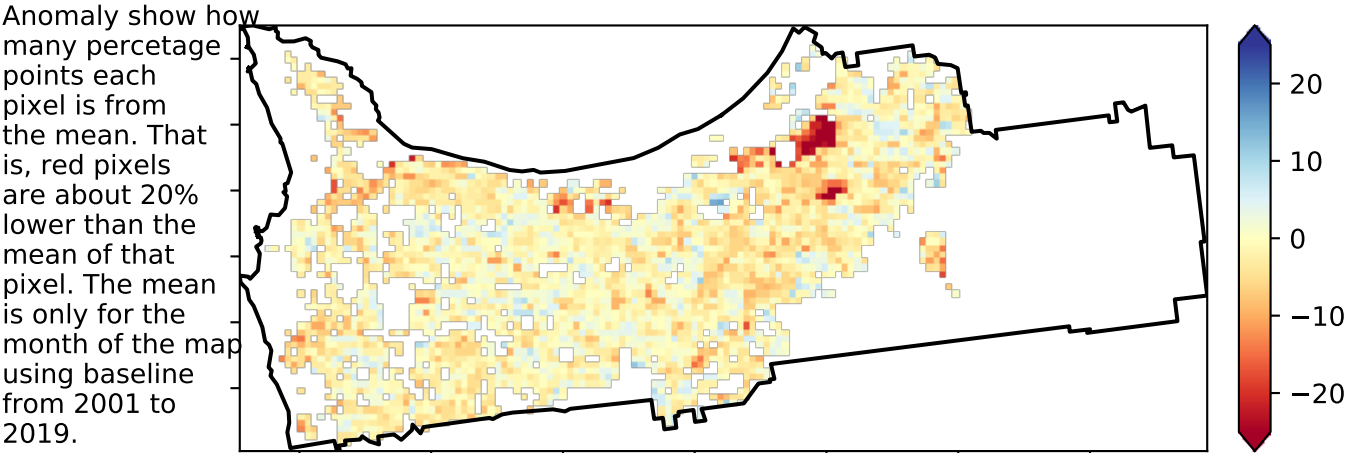 Anomaly show how
many percetage
points each
pixel is from
the mean. That
is, red pixels
are about 20%
lower than the
mean of that
pixel. The mean
is only for the
month of the map
using baseline
from 2001 to
2019.
20
10
0
−10
−20